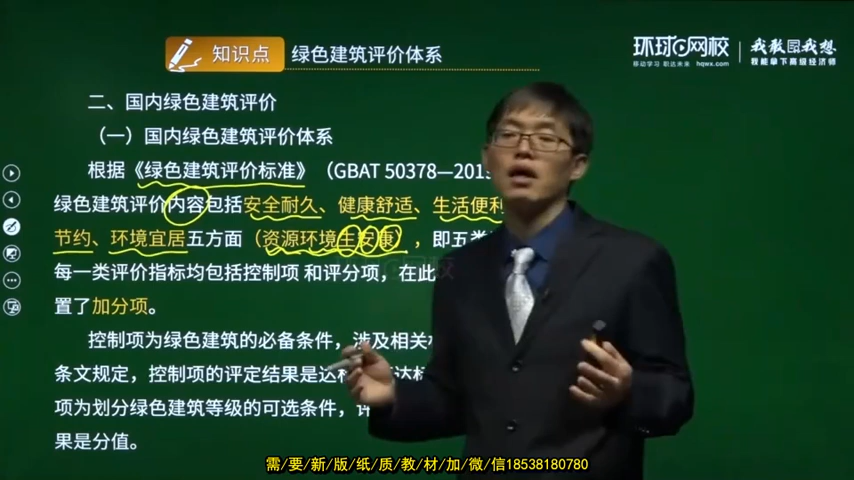 知识点 绿色建筑评价体系
环球网校
移动学习 职达未来 hqwx.com
我敢我想
我能拿下高级经济师
二、国内绿色建筑评价
（一）国内绿色建筑评价体系
根据《绿色建筑评价标准》（GBAT 50378—201
绿色建筑评价内容包括安全耐久、健康舒适、生活便利
节约、环境宜居五方面（资源环境生安康），即五类
每一类评价指标均包括控制项 和评分项，在此
置了加分项。
控制项为绿色建筑的必备条件，涉及相关
条文规定，控制项的评定结果是达标
项为划分绿色建筑等级的可选条件，评
果是分值。
需/要/新/版/纸/质/教/材/加/微/信18538180780